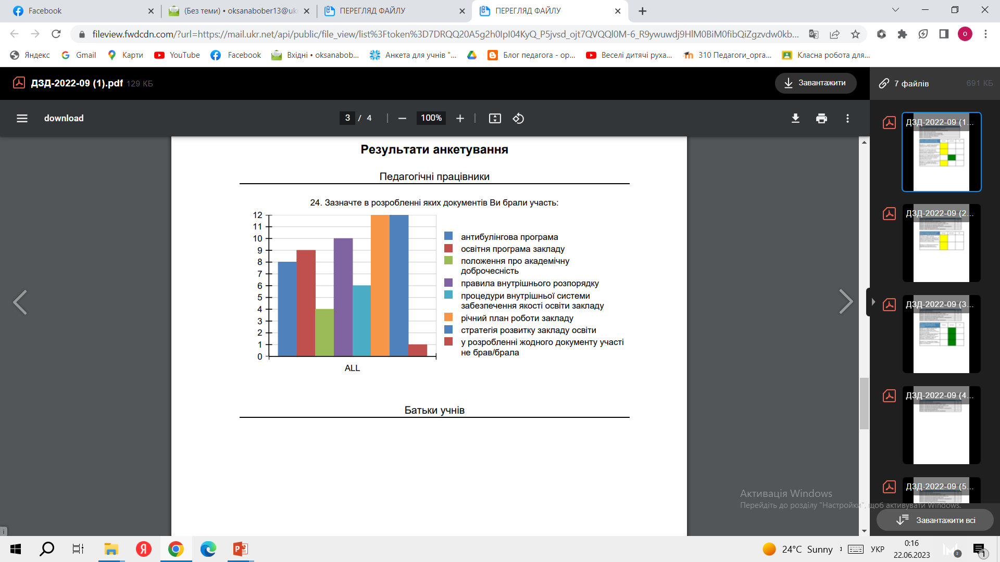 Facebook
(Без теми) • oksanabober13@uk
ПЕРЕГЛЯД ФАЙЛУ
ПЕРЕГЛЯД ФАЙЛУ
fileview.fwdcdn.com/?url=https://mail.ukr.net/api/public/file_view/list%3Ftoken%3D7DRQQ20A5g2h0IpI04KyQ_P5jvsd_ojt7QVQQl0M-6_R9ywuwdj9HlM0BiM0fibQiZgzvdw0kb...
O
Яндекс
Gmail
Карти
YouTube
Facebook
Вхідні • oksanabob...
Анкета для учнів "...
Блог педагога - ор...
Веселі дитячі руха...
310 Педагоги_орга...
Класна робота для...
ДЗД-2022-09 (1).pdf 129 КБ
Завантажити
7 файлів
691 КБ
download
3 / 4
100%
Результати анкетування
Педагогічні працівники
24. Зазначте в розробленні яких документів Ви брали участь:
12
11
10
9
8
7
6
5
4
3
2
1
0
ALL
антибулінгова програма
освітня програма закладу
положення про академічну
доброчесність
правила внутрішнього розпорядку
процедури внутрішньої системи
забезпечення якості освіти закладу
річний план роботи закладу
стратегія розвитку закладу освіти
у розробленні жодного документу участі
не брав/брала
Батьки учнів
ДЗД-2022-09 (1...
ДЗД-2022-09 (2...
ДЗД-2022-09 (3...
ДЗД-2022-09 (4...
ДЗД-2022-09 (5...
Активація Windows
Перейдіть до розділу "Настройки", щоб активувати Windows.
Завантажити всі
24°C Sunny
УКР
0:16
22.06.2023
3
1